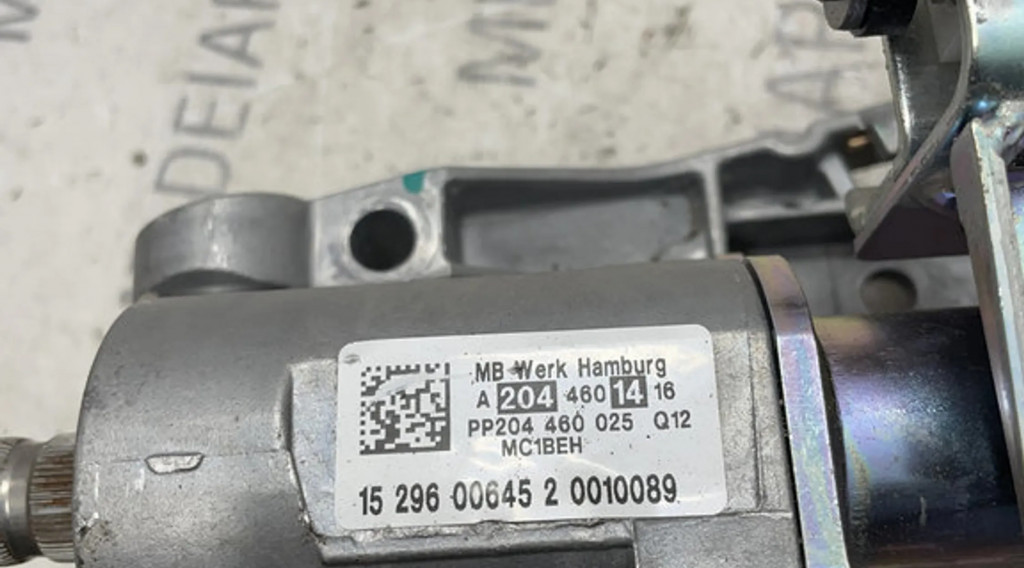 MB Werk Hamburg
A 204 460 14 16
PP204 460 025 Q12
MC1BEH
15 296 00645 2 0010089